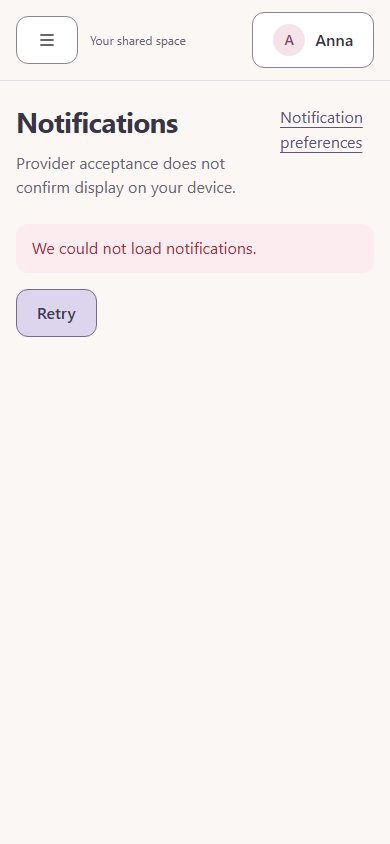 Your shared space
A
Anna
Notifications
Notification
preferences
Provider acceptance does not
confirm display on your device.
We could not load notifications.
Retry